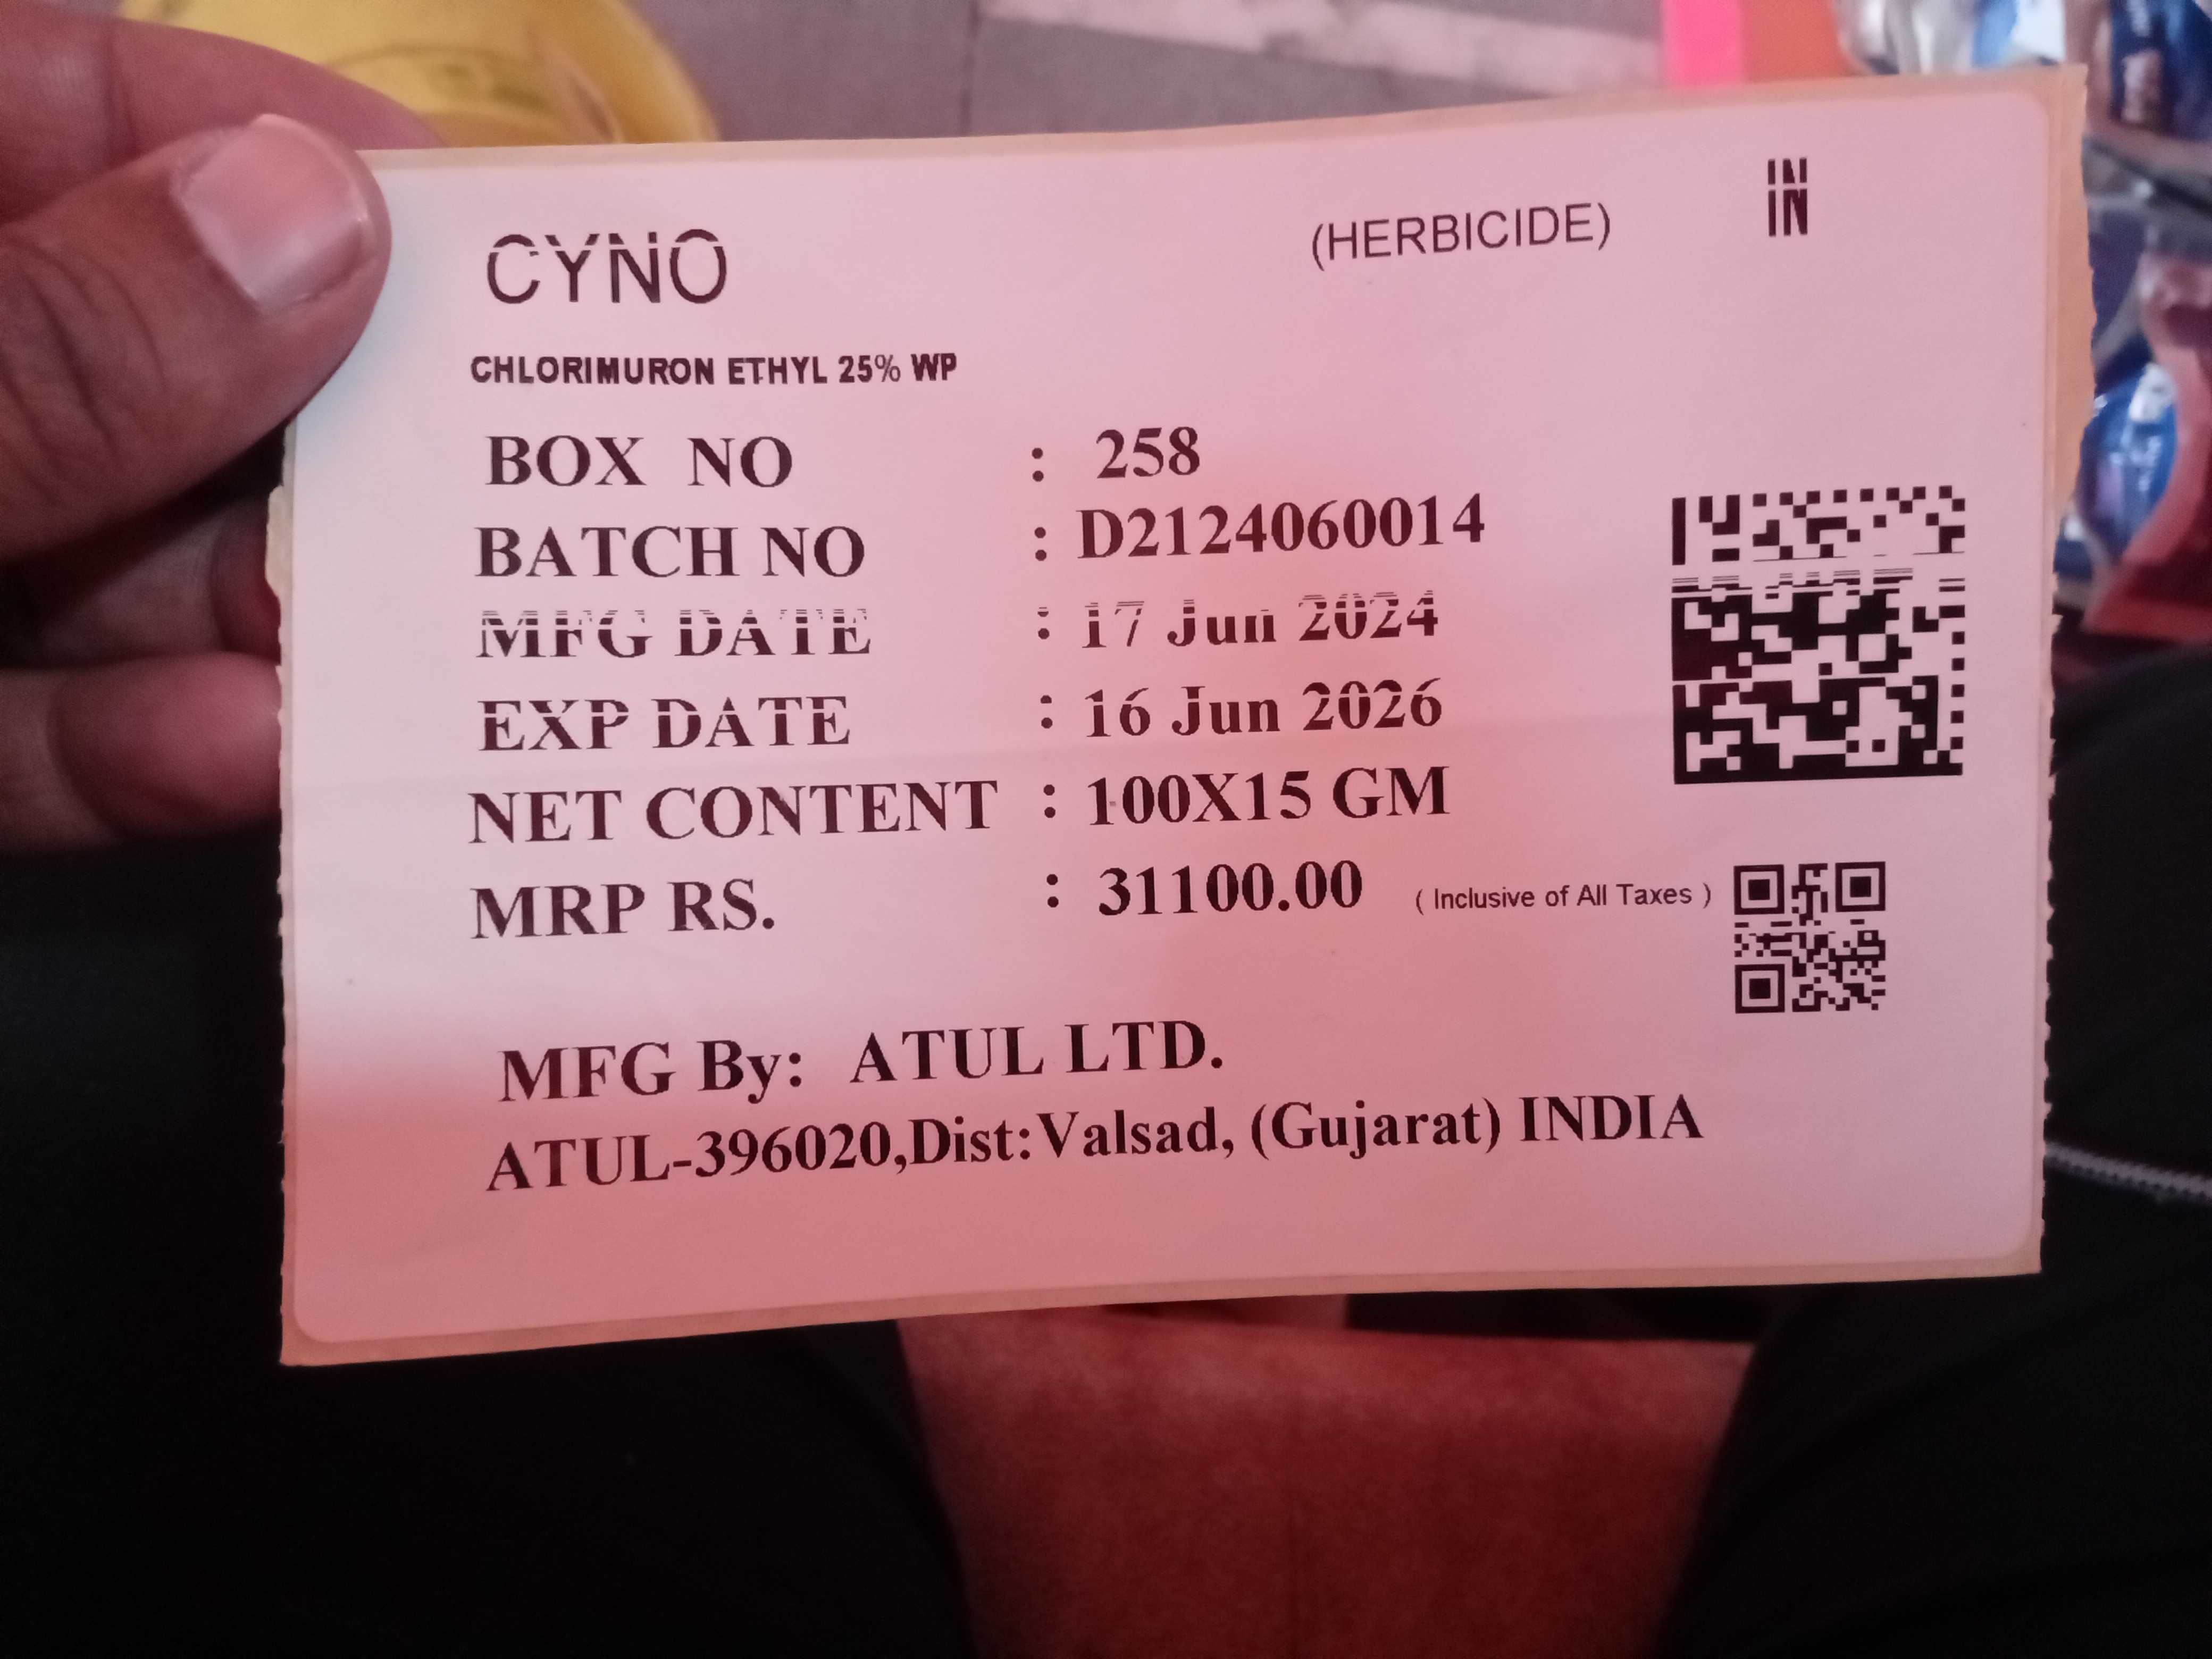 CYNO (HERBICIDE) IN
CHLORIMURON ETHYL 25% WP
BOX NO : 258
BATCH NO : D2124060014
MFG DATE : 17 Jun 2024
EXP DATE : 16 Jun 2026
NET CONTENT : 100X15 GM
MRP RS. : 31100.00 ( Inclusive of All Taxes )
MFG By: ATUL LTD.
ATUL-396020,Dist:Valsad, (Gujarat) INDIA